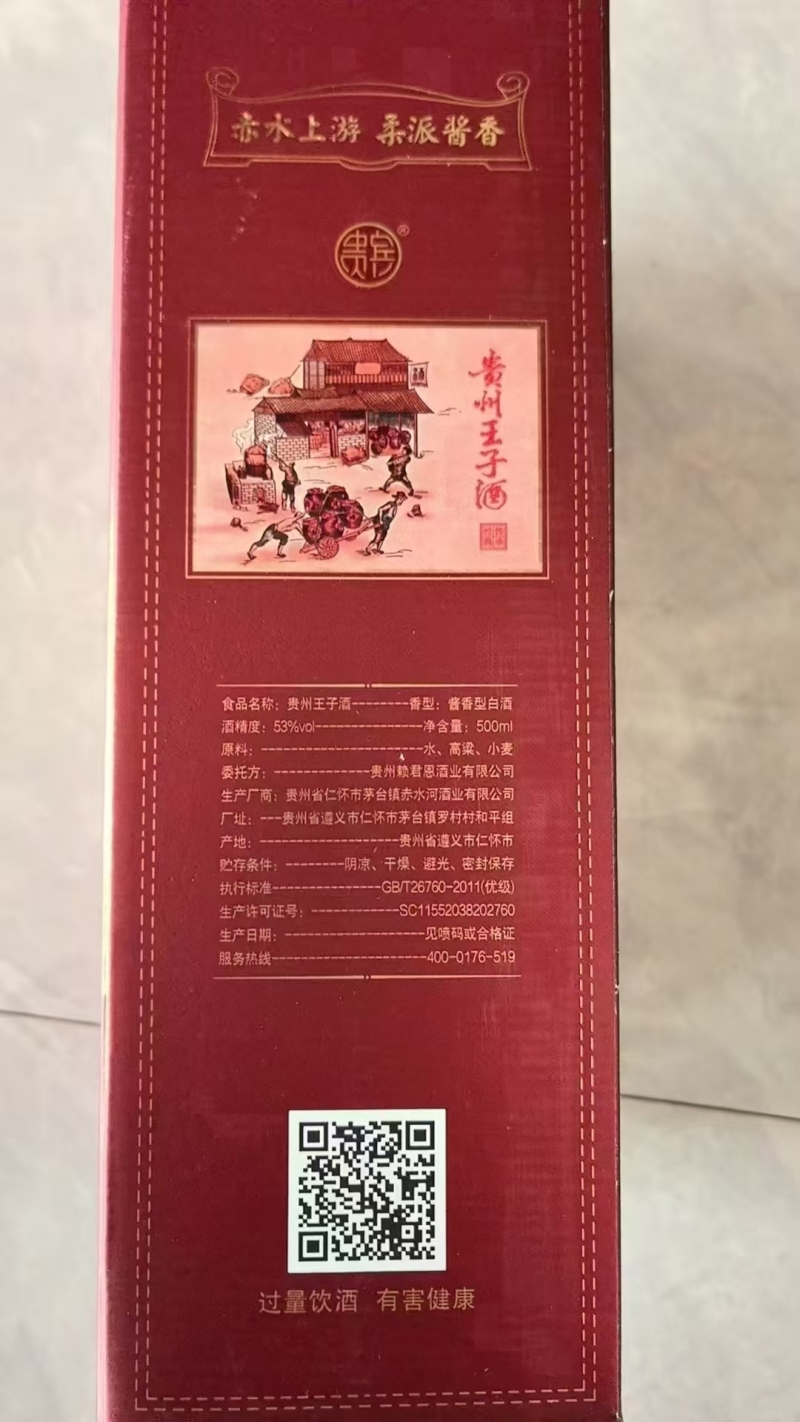 赤水上游 柔派酱香
贵宾
®
贵州王子酒
食品名称：贵州王子酒--------香型：酱香型白酒
酒精度：53%vol----------------净含量：500ml
原料：------------------------水、高粱、小麦
委托方：--------------贵州赖君恩酒业有限公司
生产厂商：贵州省仁怀市茅台镇赤水河酒业有限公司
厂址：---贵州省遵义市仁怀市茅台镇罗村村和平组
产地：------------------------贵州省遵义市仁怀市
贮存条件：---------阴凉、干燥、避光、密封保存
执行标准----------------GB/T26760-2011(优级)
生产许可证号：-------------SC11552038202760
生产日期：---------------------见喷码或合格证
服务热线-----------------------400-0176-519
过量饮酒 有害健康